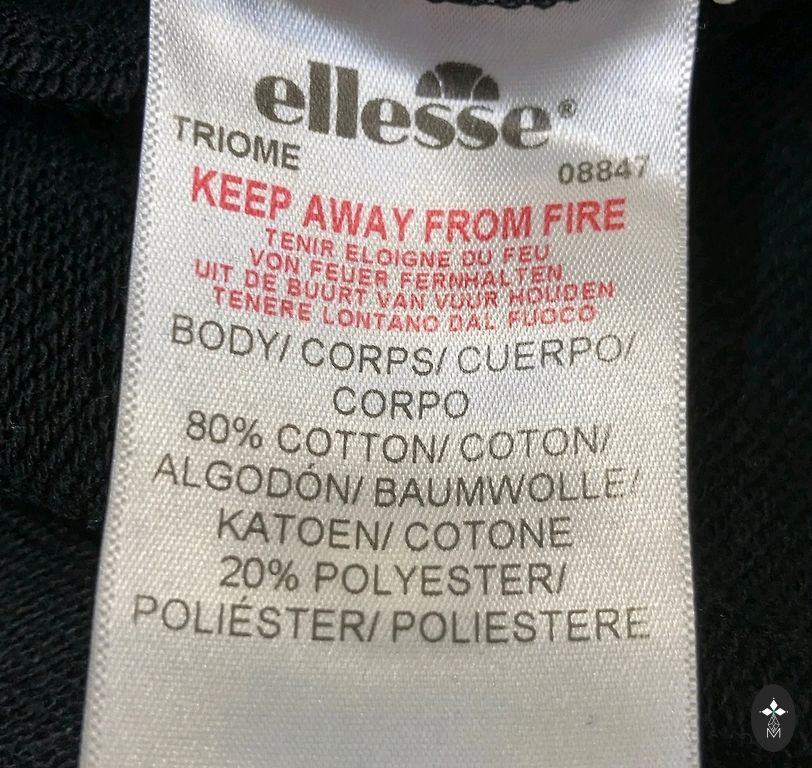 ellesse®
TRIOME
08847
KEEP AWAY FROM FIRE
TENIR ELOIGNE DU FEU
VON FEUER FERNHALTEN
UIT DE BUURT VAN VUUR HOUDEN
TENERE LONTANO DAL FUOCO
BODY/ CORPS/ CUERPO/
CORPO
80% COTTON/ COTON/
ALGODÓN/ BAUMWOLLE/
KATOEN/ COTONE
20% POLYESTER/
POLIÉSTER/ POLIESTERE
M